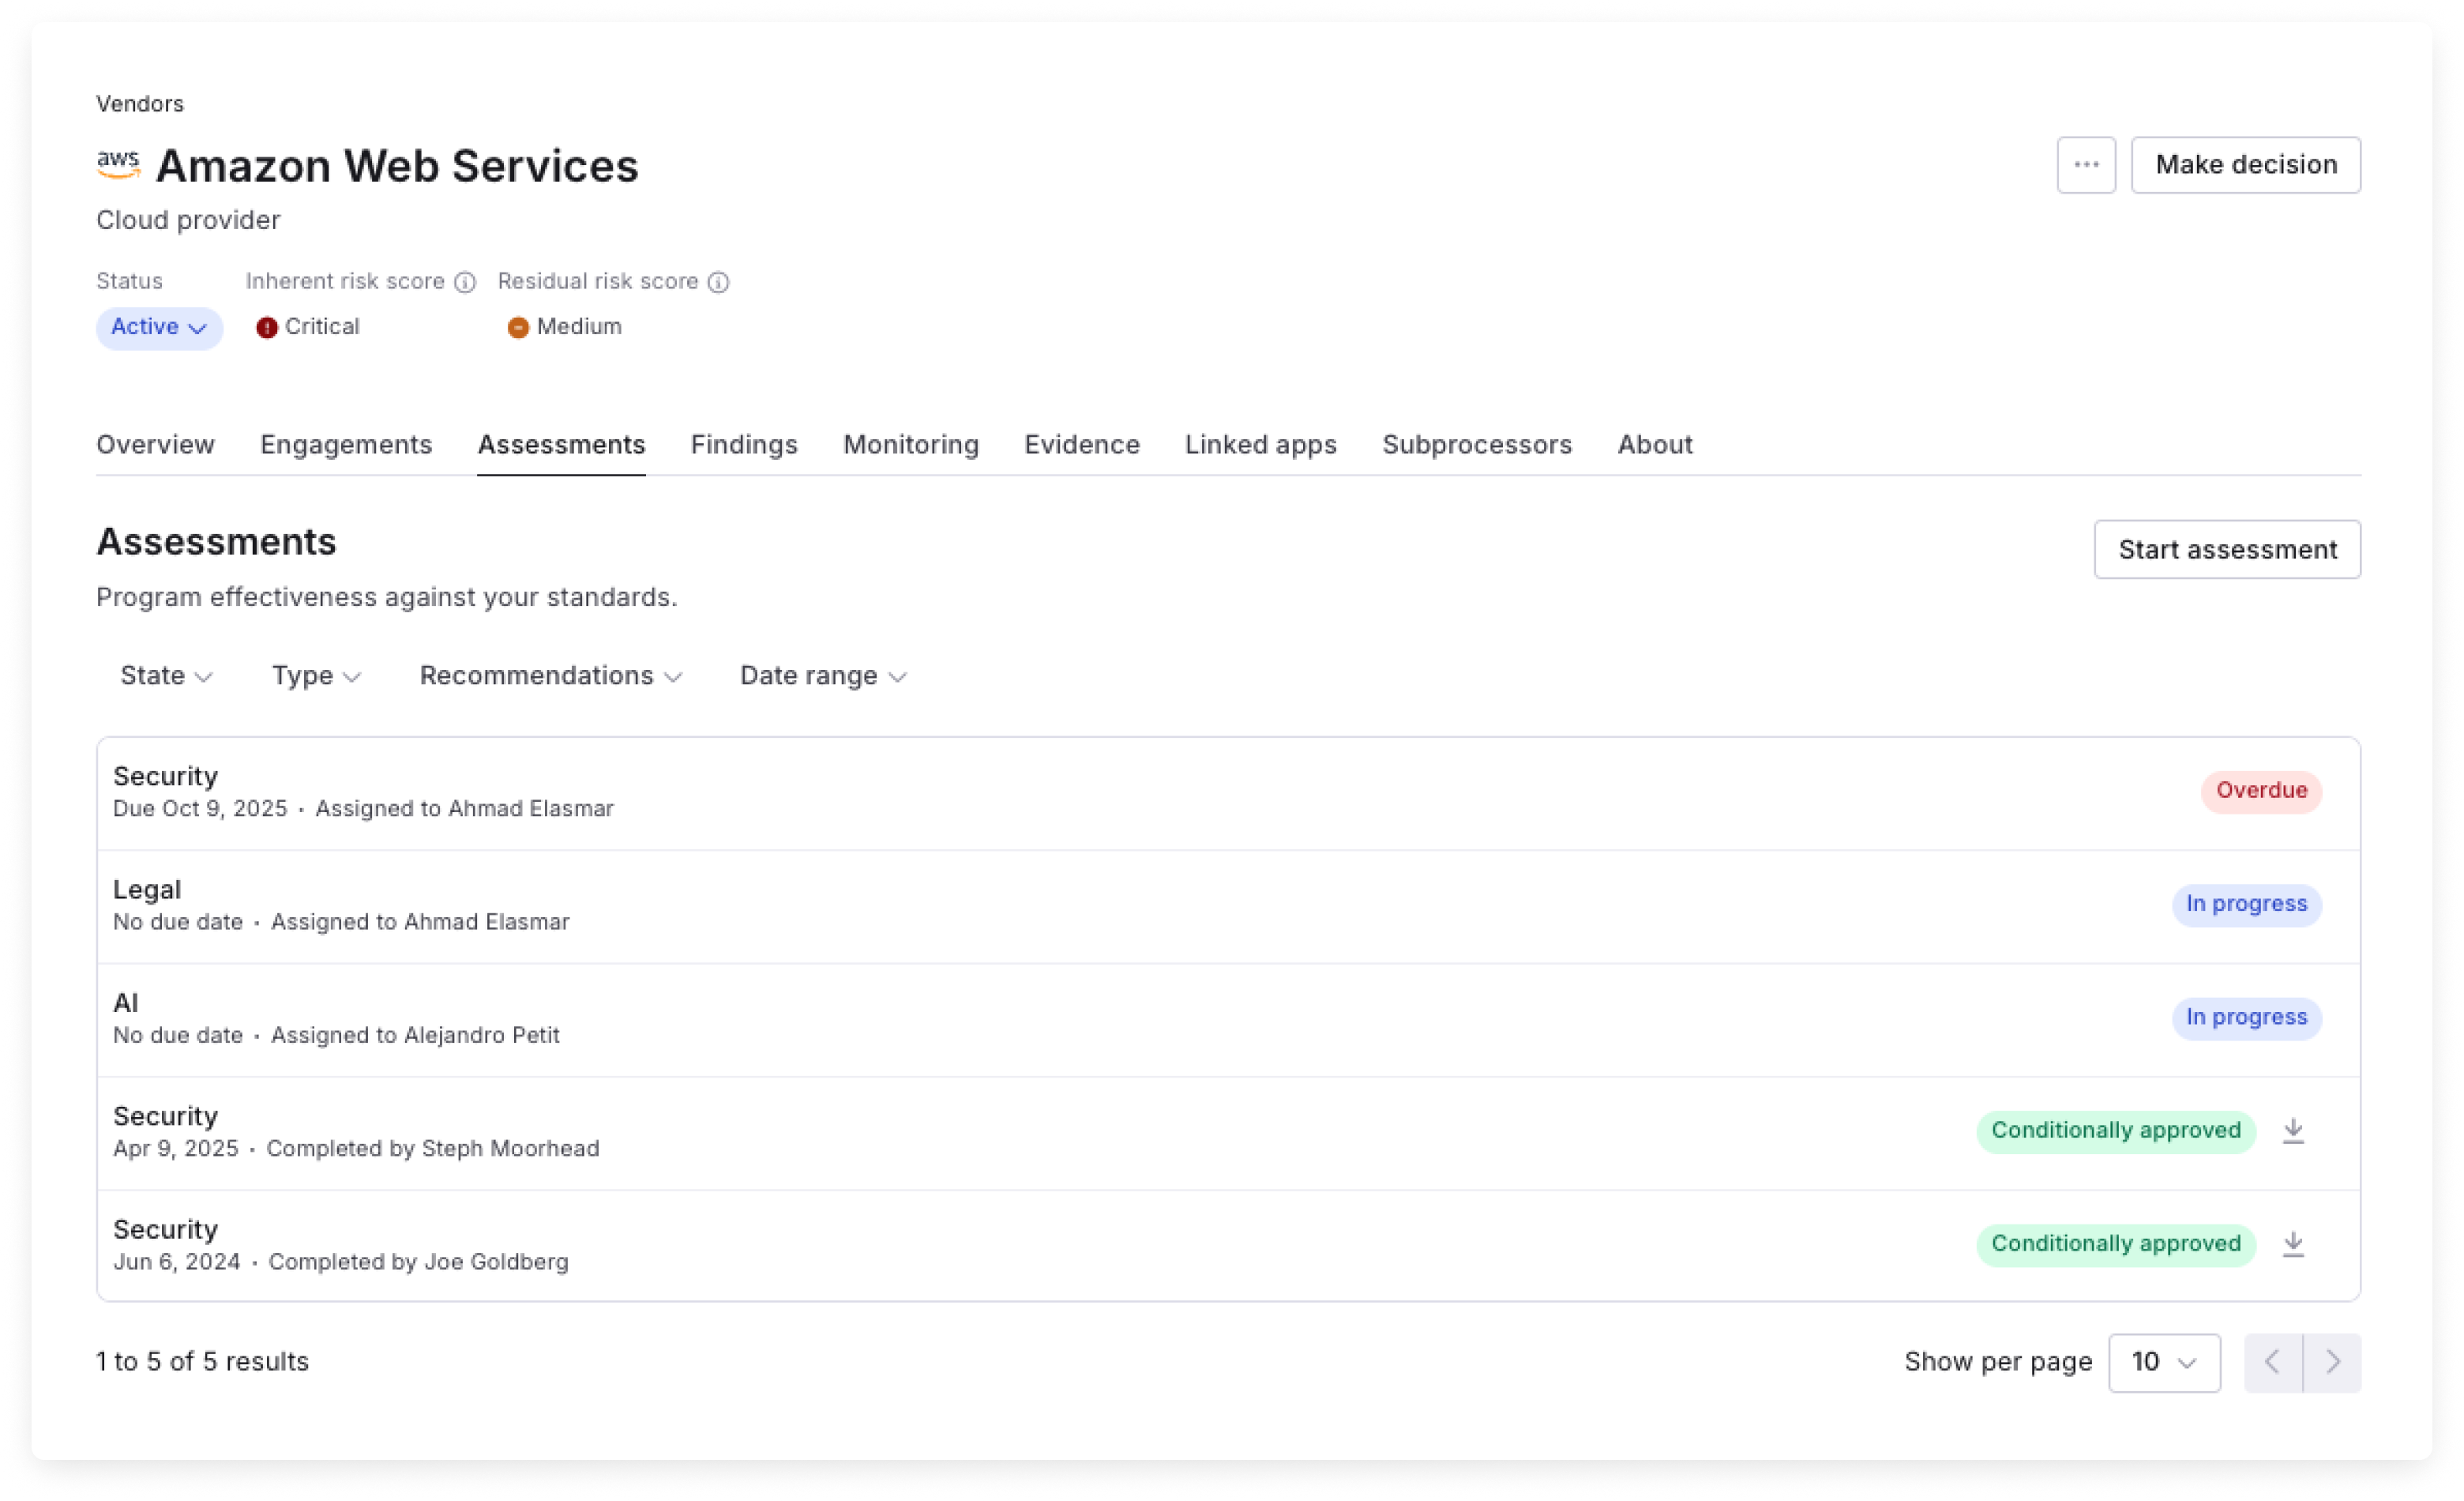 Vendors
aws Amazon Web Services
Make decision
Cloud provider
Status Inherent risk score Residual risk score
Active Critical Medium
Overview Engagements Assessments Findings Monitoring Evidence Linked apps Subprocessors About
Assessments
Start assessment
Program effectiveness against your standards.
State Type Recommendations Date range
Security
Due Oct 9, 2025 · Assigned to Ahmad Elasmar
Overdue
Legal
No due date · Assigned to Ahmad Elasmar
In progress
AI
No due date · Assigned to Alejandro Petit
In progress
Security
Apr 9, 2025 · Completed by Steph Moorhead
Conditionally approved
Security
Jun 6, 2024 · Completed by Joe Goldberg
Conditionally approved
1 to 5 of 5 results
Show per page 10